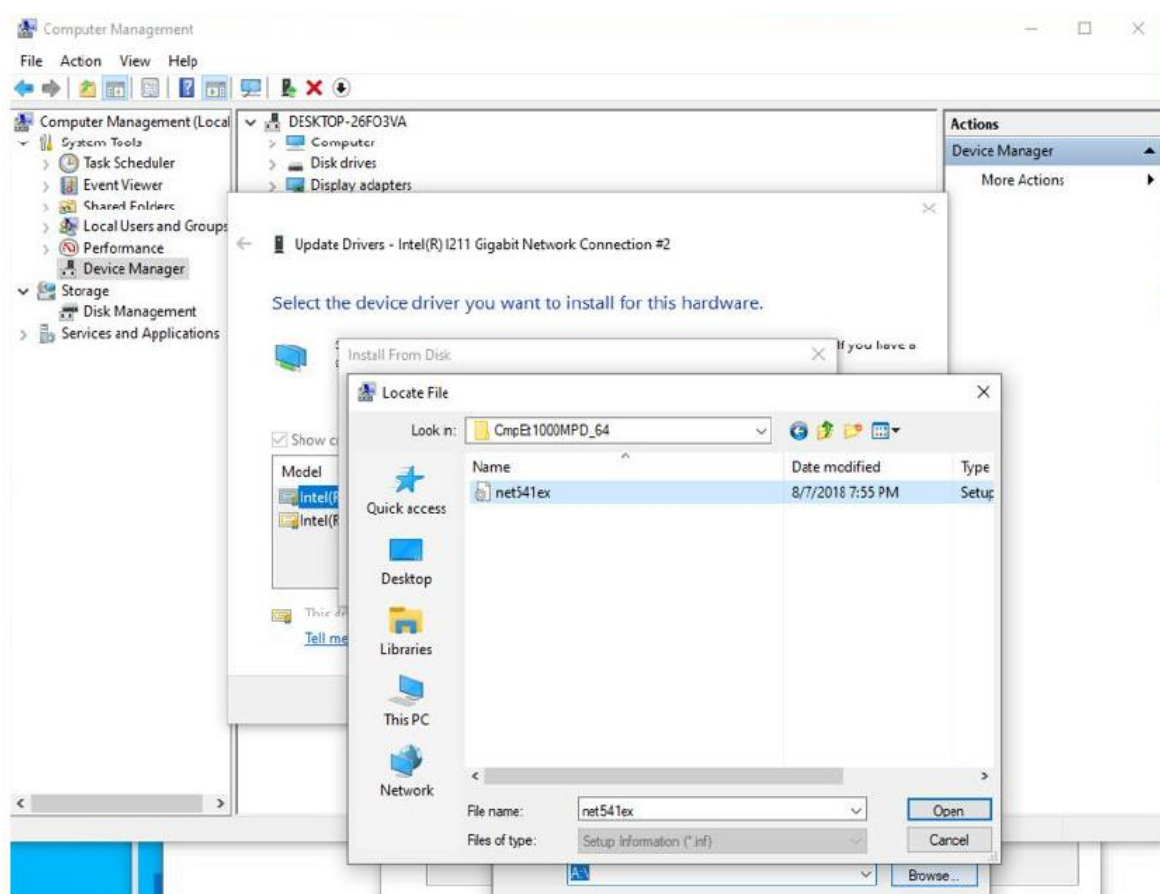 Computer Management
File Action View Help
Computer Management (Local
System Tools
Task Scheduler
Event Viewer
Shared Folders
Local Users and Groups
Performance
Device Manager
Storage
Disk Management
Services and Applications
DESKTOP-26FO3VA
Computer
Disk drives
Display adapters
Actions
Device Manager
More Actions
Update Drivers - Intel(R) I211 Gigabit Network Connection #2
Select the device driver you want to install for this hardware.
If you have a
Show c
Model
Intel(R
Intel(R
Tell me
Install From Disk
Locate File
Look in: CmpEt1000MPD_64
Name Date modified Type
net541ex 8/7/2018 7:55 PM Setup
Quick access
Desktop
Libraries
This PC
Network
File name: net541ex Open
Files of type: Setup Information (*.inf) Cancel
A:\ Browse...